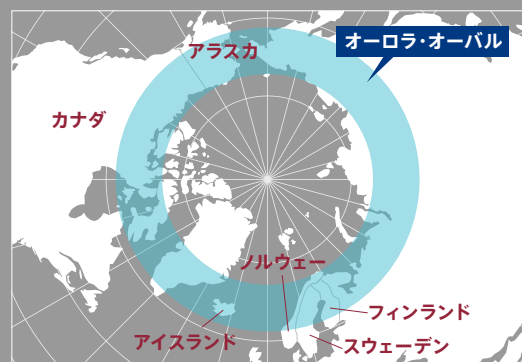 アラスカ
オーロラ・オーバル
カナダ
ノルウェー
フィンランド
アイスランド
スウェーデン